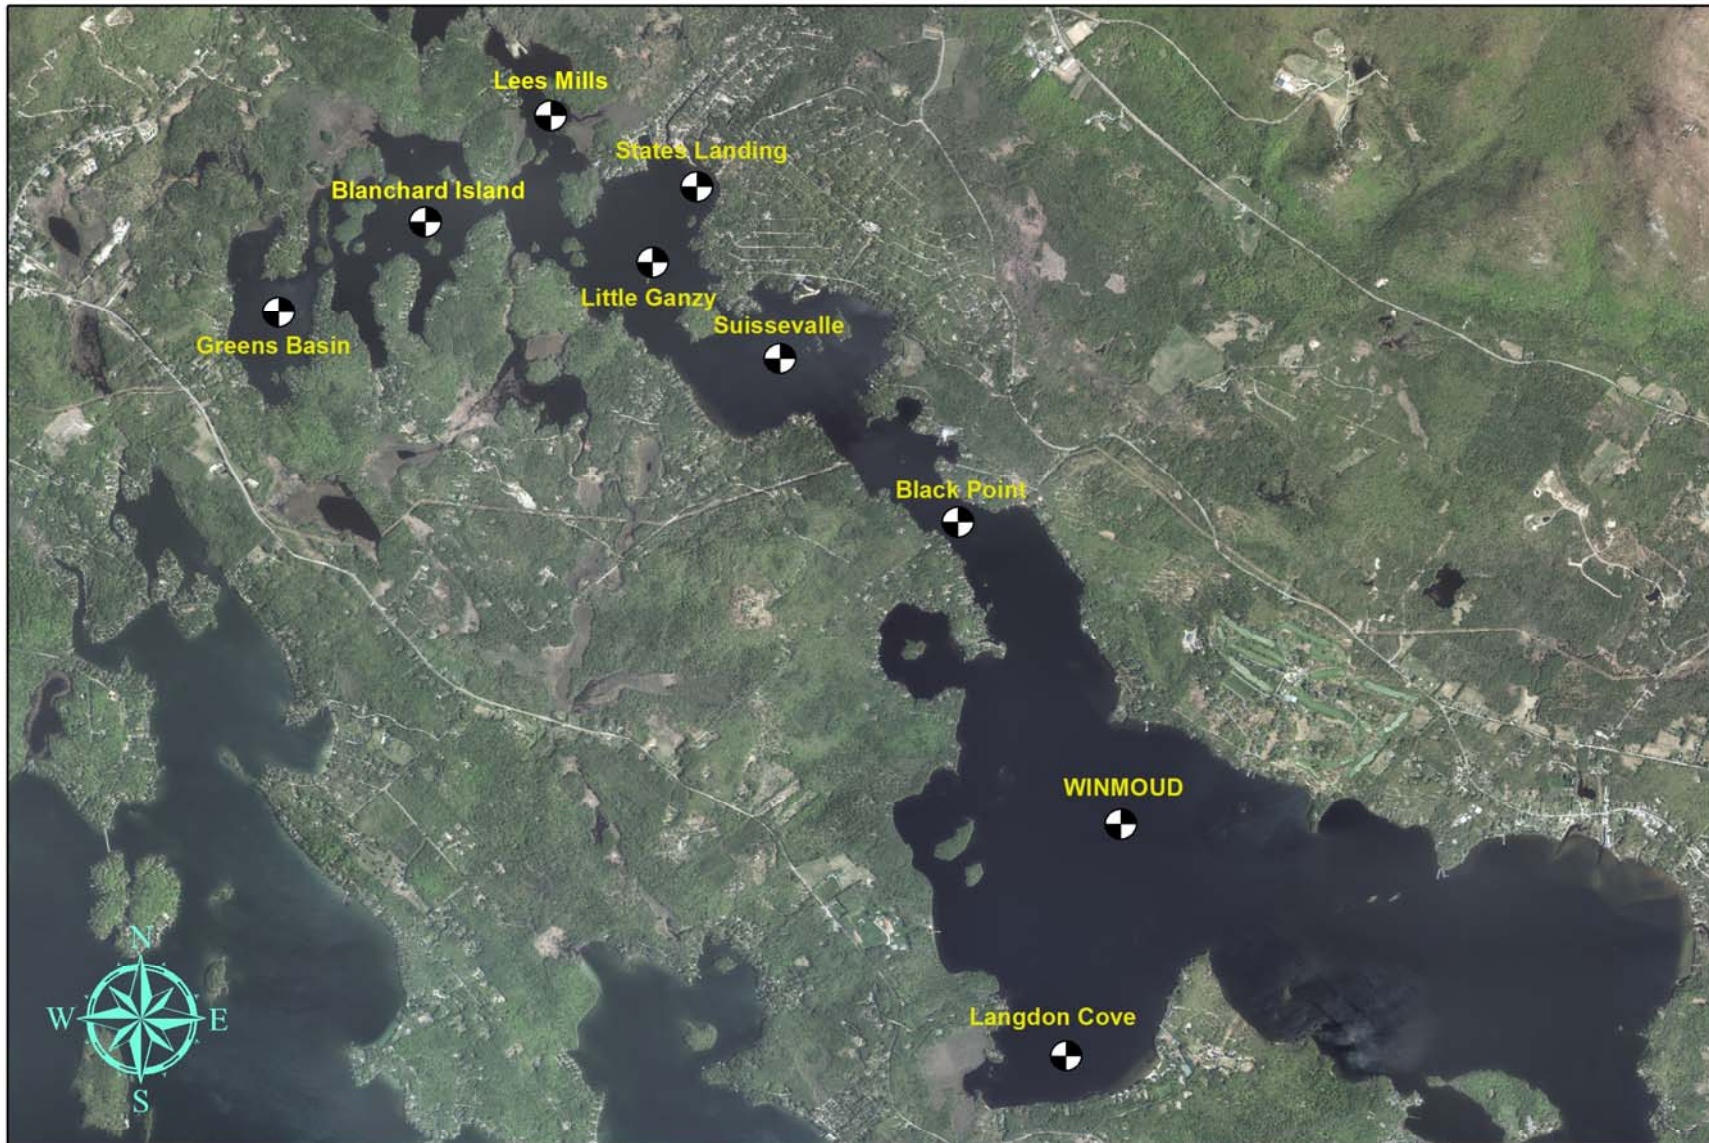 Lees Mills
States Landing
Blanchard Island
Little Ganzy
Suissevalle
Greens Basin
Black Point
WINMOUD
Langdon Cove
N
W
E
S